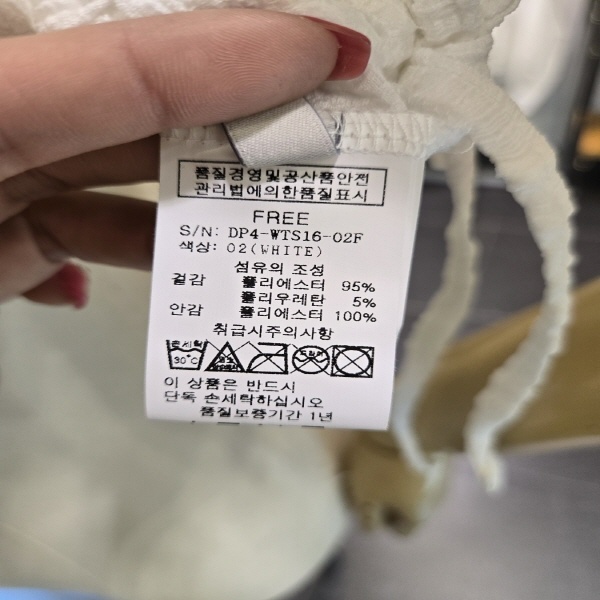 품질경영및공산품안전
관리법에의한품질표시
FREE
S/N: DP4-WTS16-02F
색상: 02(WHITE)
섬유의 조성
겉감 폴리에스터 95%
폴리우레탄 5%
안감 폴리에스터 100%
취급시주의사항
손세탁
30℃
이 상품은 반드시
단독 손세탁하십시오
품질보증기간 1년